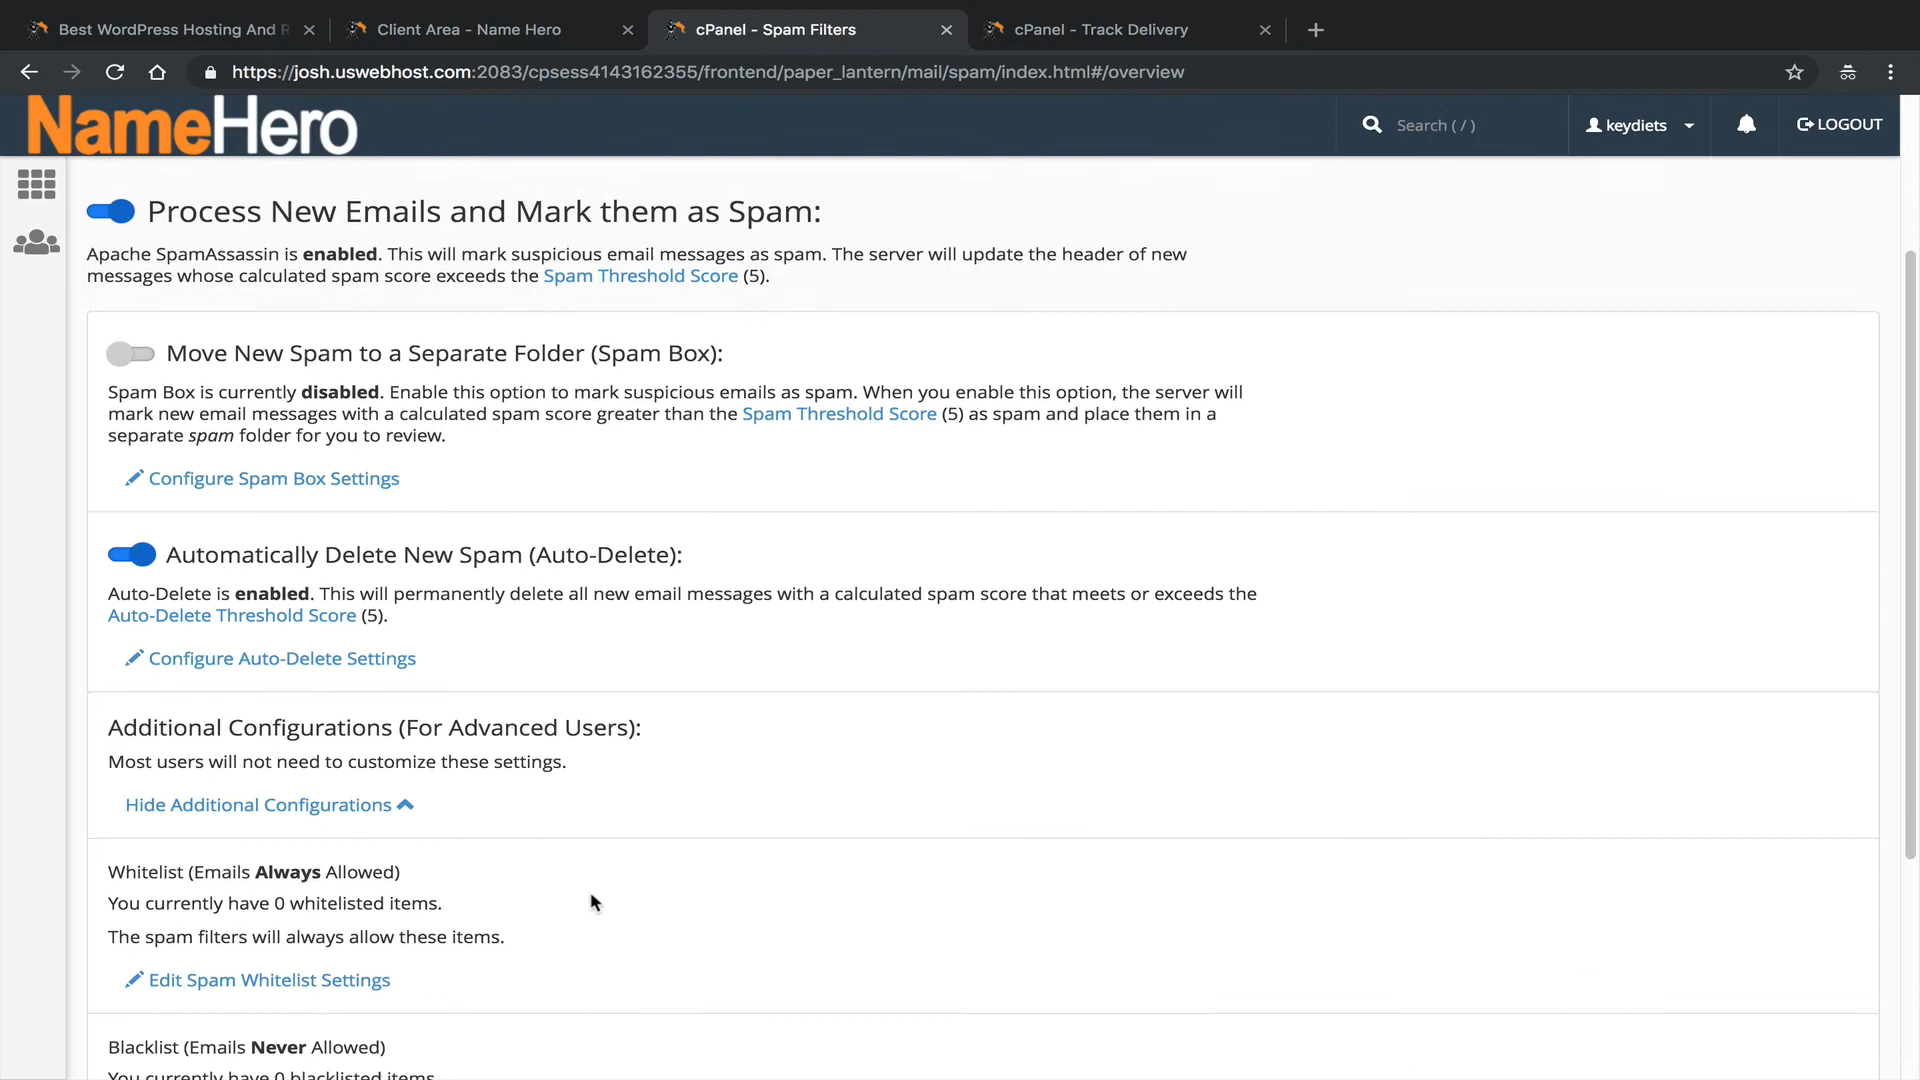 Best WordPress Hosting And R
Client Area - Name Hero
cPanel - Spam Filters
cPanel - Track Delivery
https://josh.uswebhost.com:2083/cpsess4143162355/frontend/paper_lantern/mail/spam/index.html#/overview
NameHero
Search ( / )
keydiets
LOGOUT
Process New Emails and Mark them as Spam:
Apache SpamAssassin is enabled. This will mark suspicious email messages as spam. The server will update the header of new
messages whose calculated spam score exceeds the Spam Threshold Score (5).
Move New Spam to a Separate Folder (Spam Box):
Spam Box is currently disabled. Enable this option to mark suspicious emails as spam. When you enable this option, the server will
mark new email messages with a calculated spam score greater than the Spam Threshold Score (5) as spam and place them in a
separate spam folder for you to review.
Configure Spam Box Settings
Automatically Delete New Spam (Auto-Delete):
Auto-Delete is enabled. This will permanently delete all new email messages with a calculated spam score that meets or exceeds the
Auto-Delete Threshold Score (5).
Configure Auto-Delete Settings
Additional Configurations (For Advanced Users):
Most users will not need to customize these settings.
Hide Additional Configurations
Whitelist (Emails Always Allowed)
You currently have 0 whitelisted items.
The spam filters will always allow these items.
Edit Spam Whitelist Settings
Blacklist (Emails Never Allowed)
You currently have 0 blacklisted items.